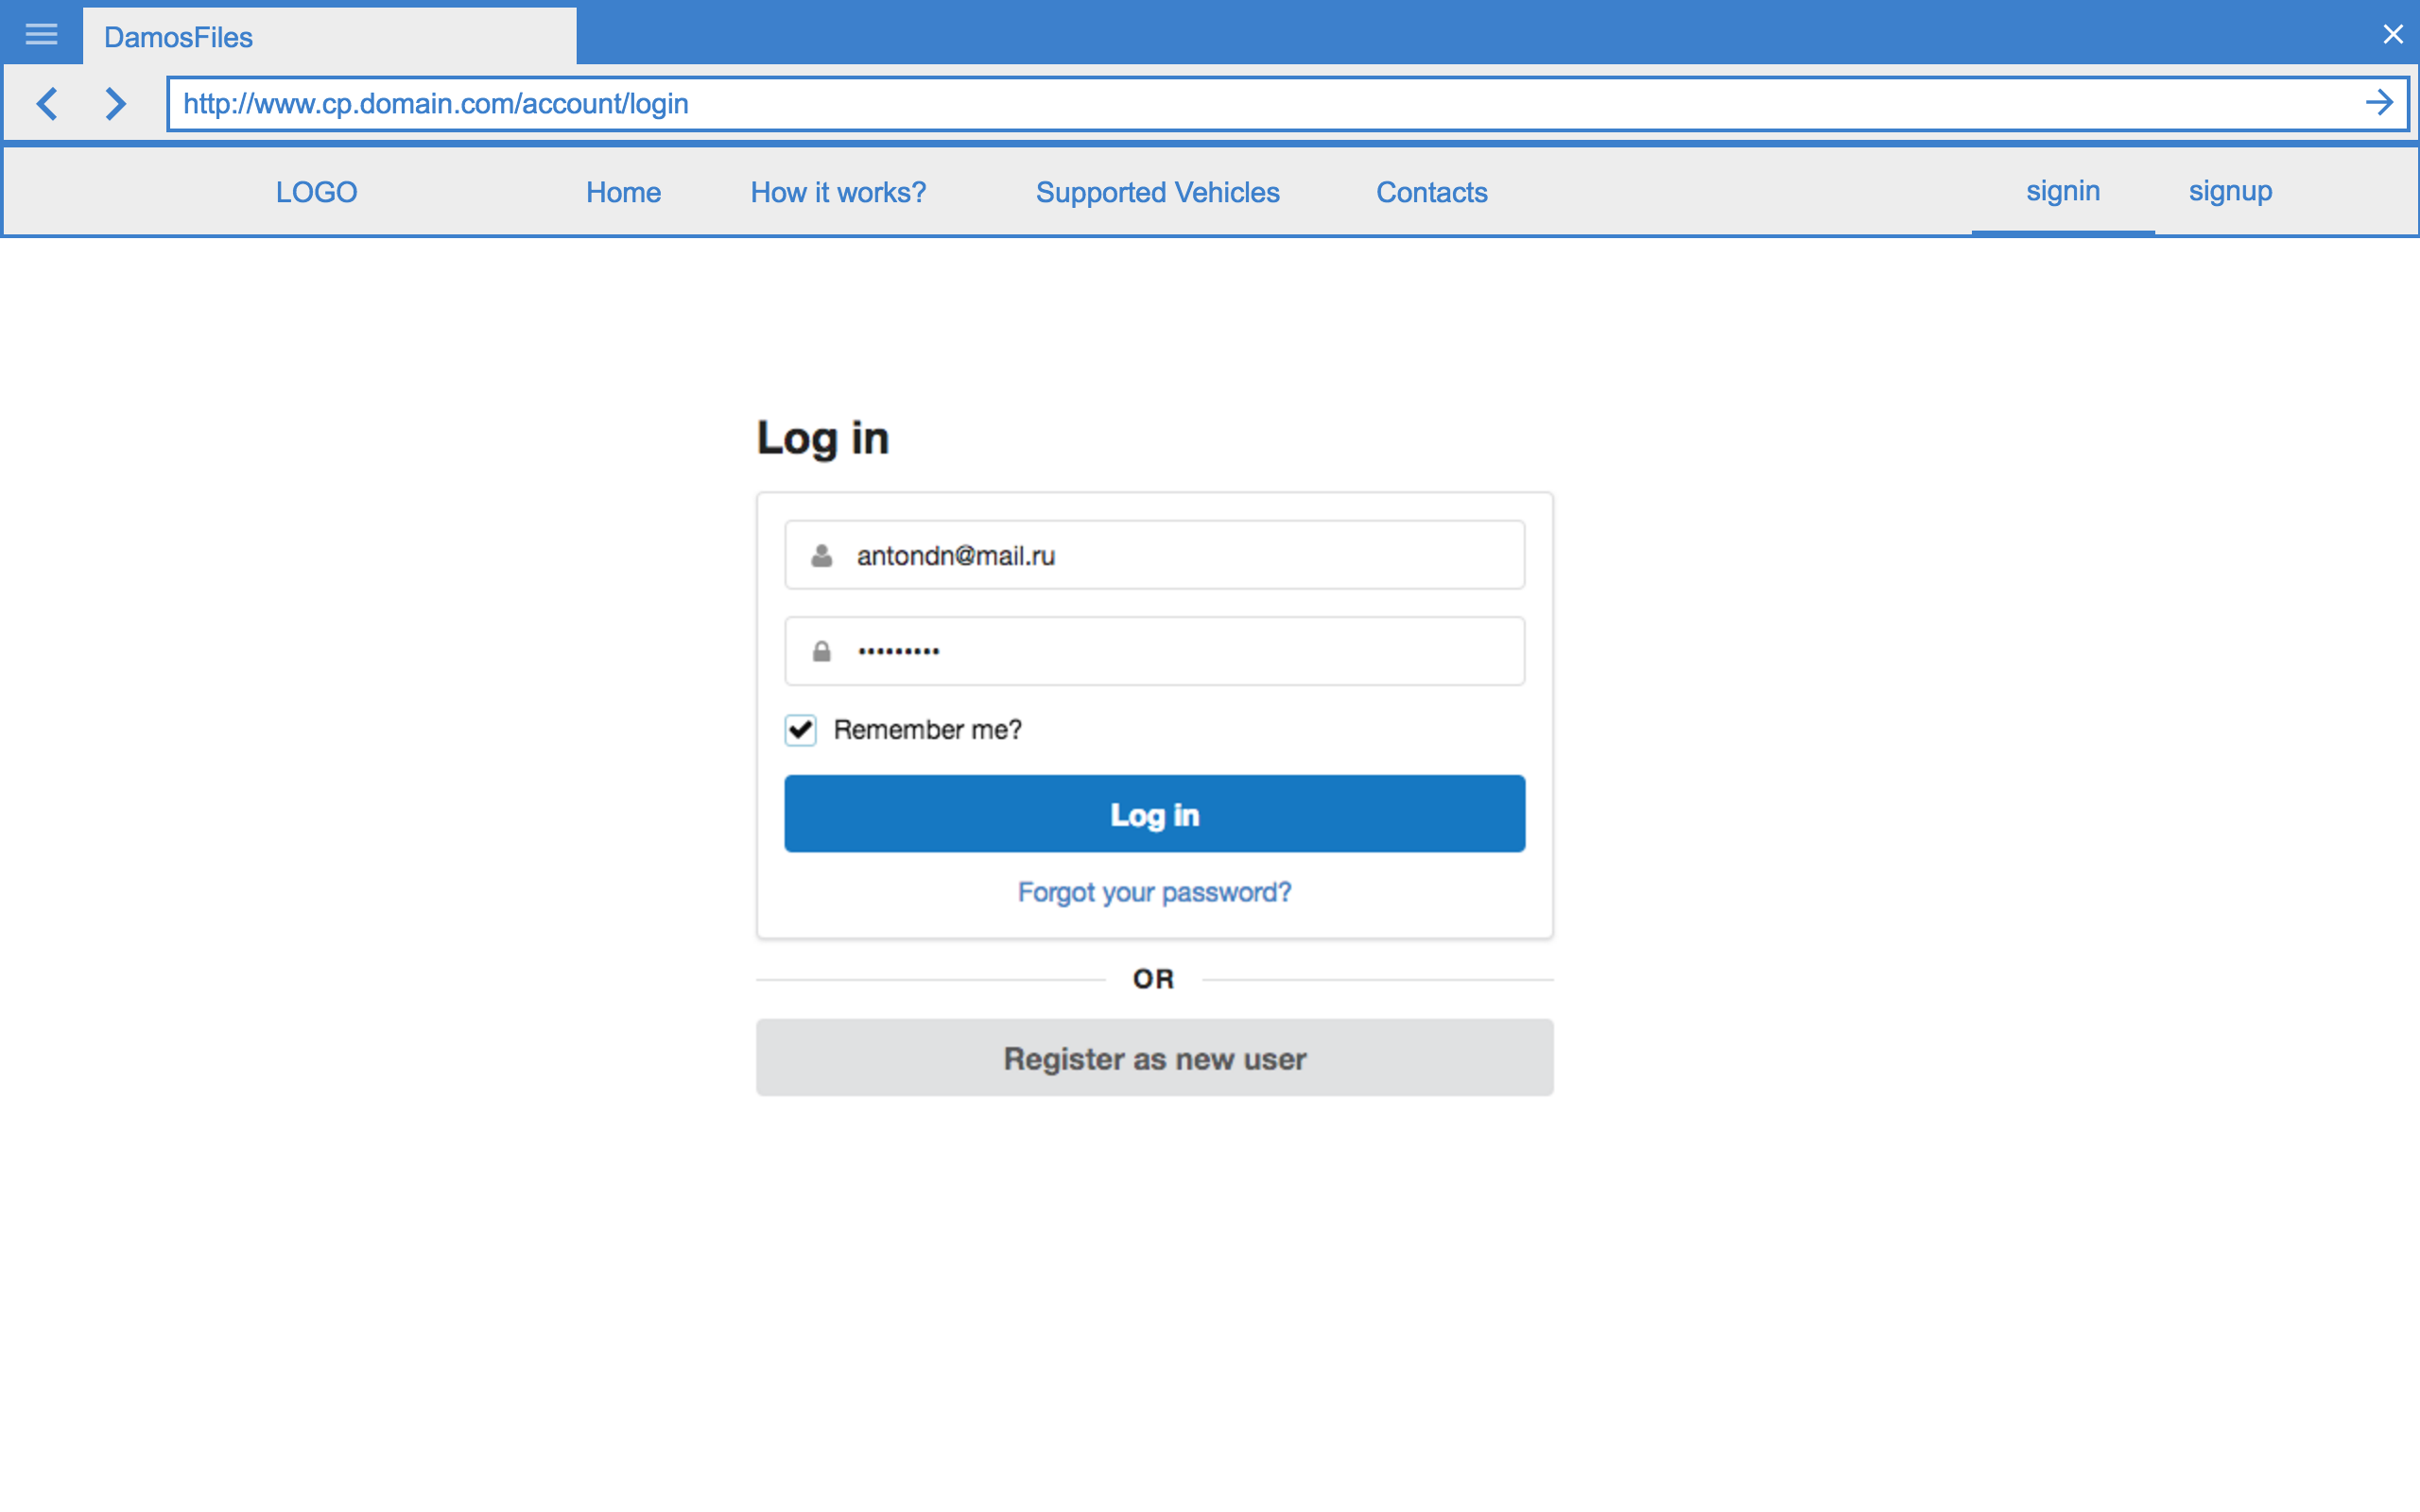 DamosFiles
http://www.cp.domain.com/account/login
LOGO Home How it works? Supported Vehicles Contacts signin signup
Log in
antondn@mail.ru
•••••••••
Remember me?
Log in
Forgot your password?
OR
Register as new user